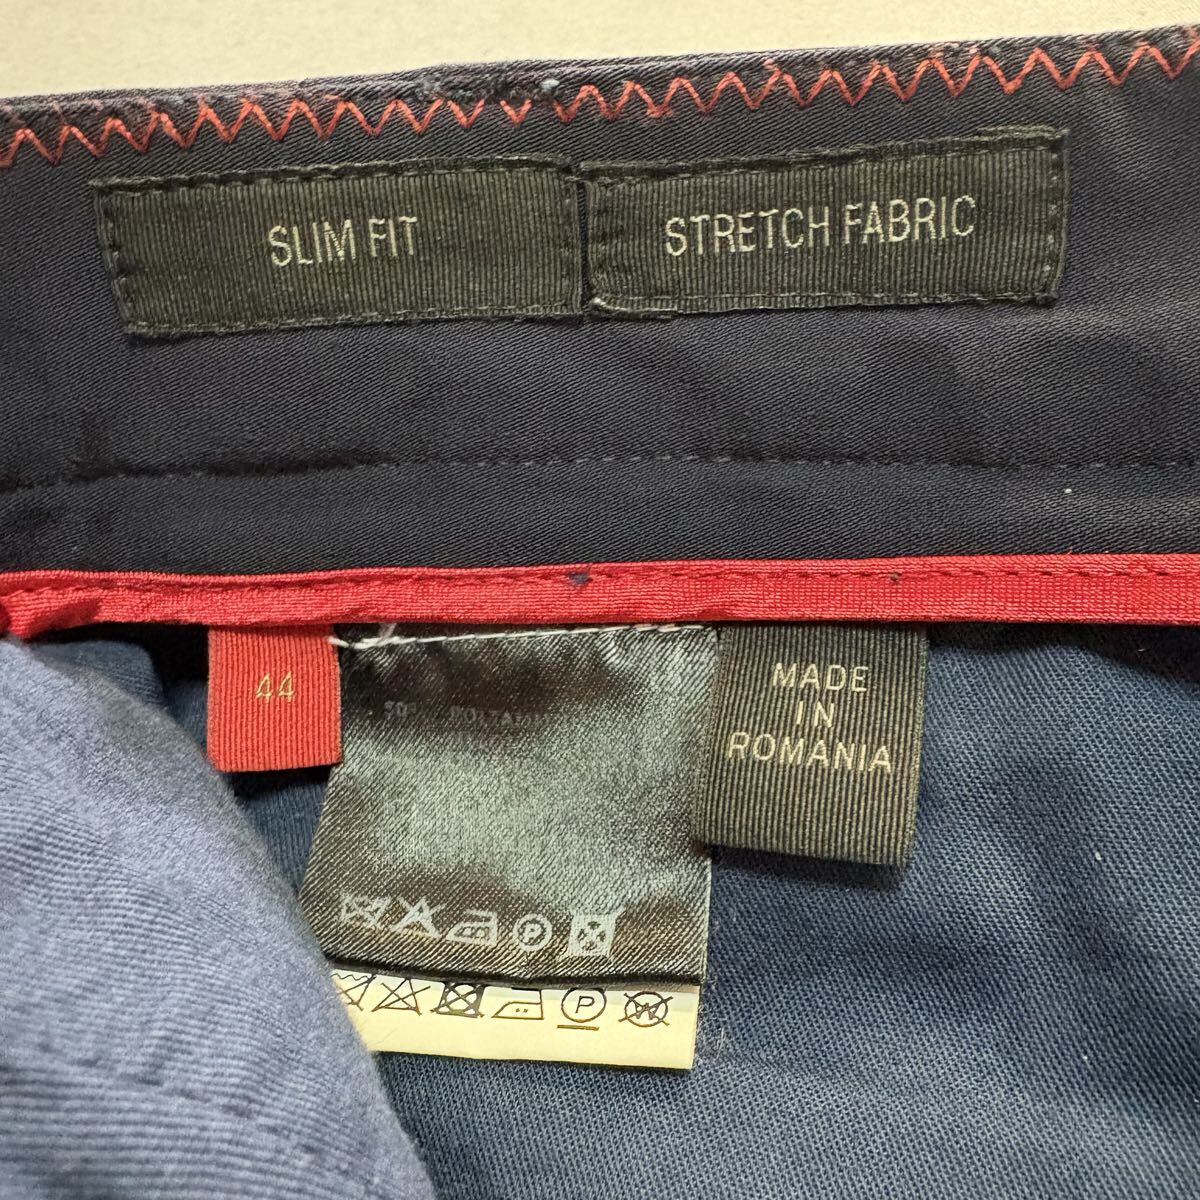 SLIM FIT
STRETCH FABRIC
44
MADE
IN
ROMANIA
P
P
W